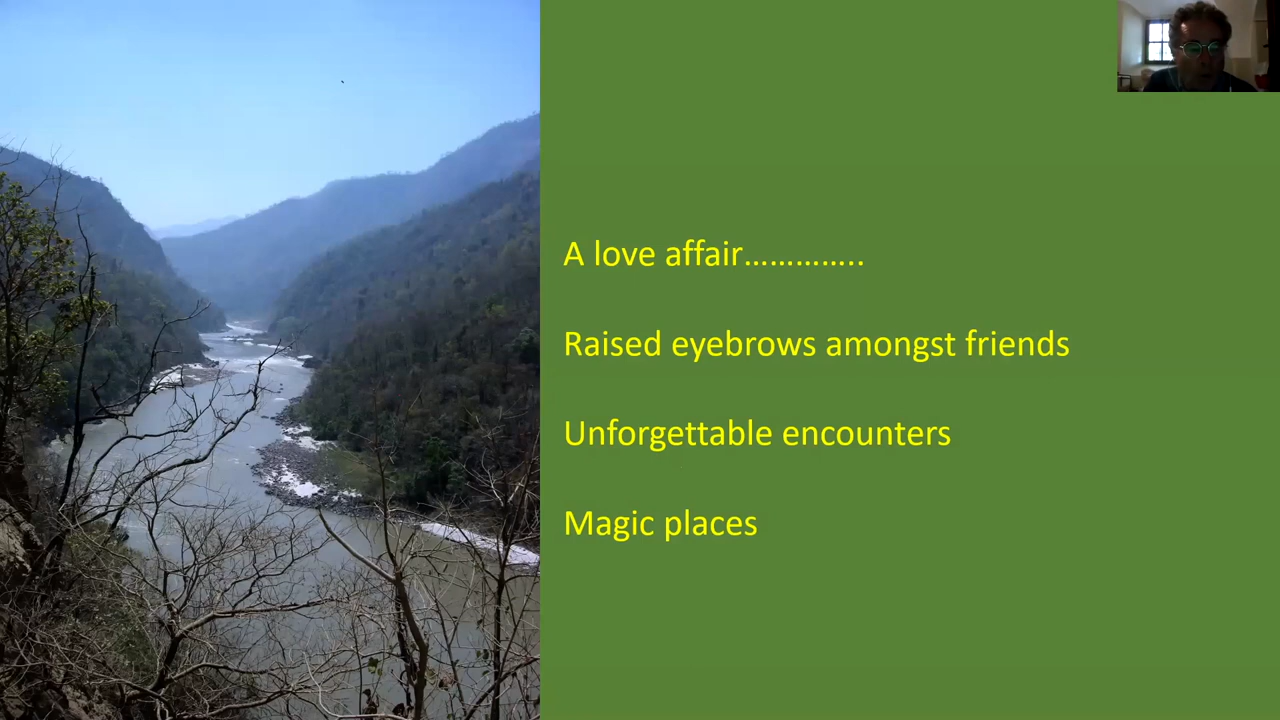 A love affair…………..
Raised eyebrows amongst friends
Unforgettable encounters
Magic places